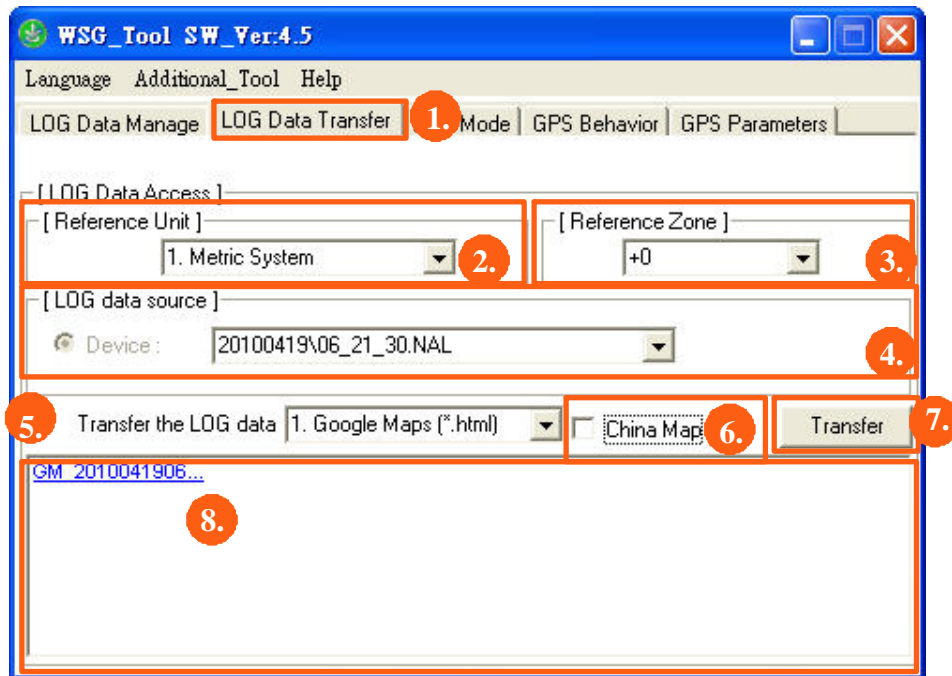 WSG_Tool SW_Ver:4.5
Language Additional_Tool Help
LOG Data Manage LOG Data Transfer 1. Mode GPS Behavior GPS Parameters
[ LOG Data Access ]
[ Reference Unit ] [ Reference Zone ]
1. Metric System 2. +0 3.
[ LOG data source ]
Device : 20100419\06_21_30.NAL 4.
5. Transfer the LOG data 1. Google Maps (*.html) China Map 6. Transfer 7.
GM_2010041906...
8.